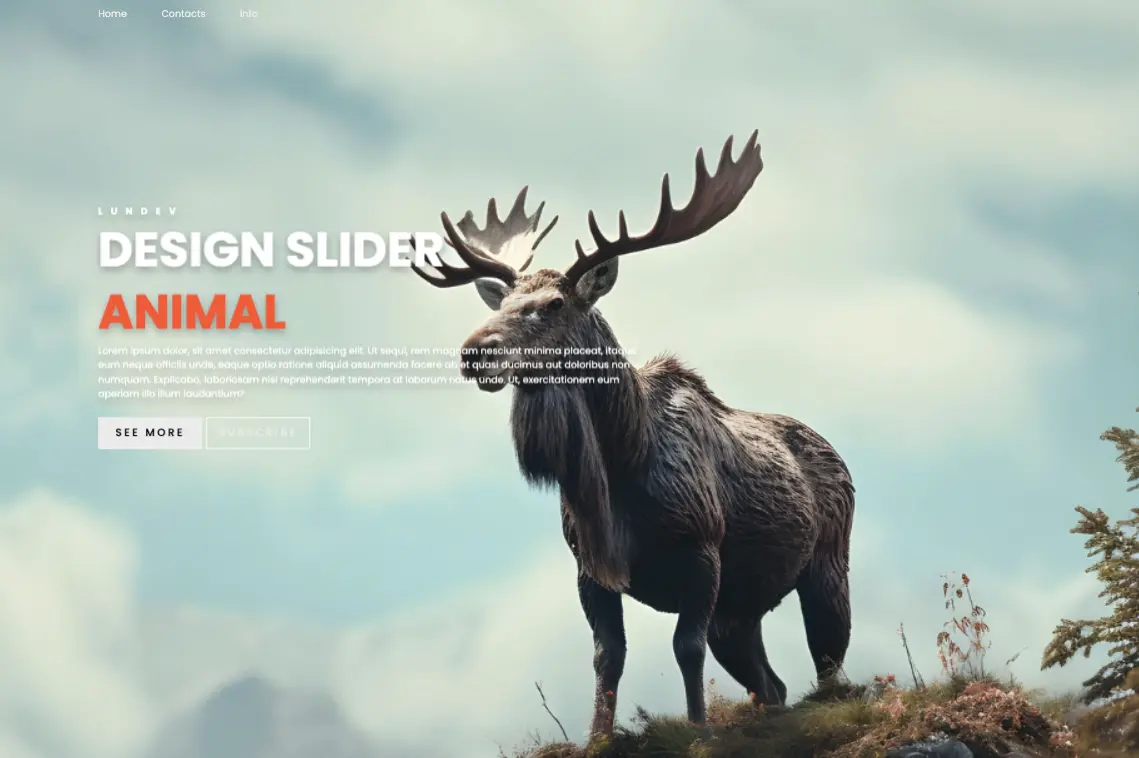 Home Contacts Info
LUNDEV
DESIGN SLIDER
ANIMAL
Lorem ipsum dolor, sit amet consectetur adipisicing elit. Ut sequi, rem magnam nesciunt minima placeat, itaque
eum neque officiis unde, eaque optio ratione aliquid assumenda facere ab et quasi ducimus aut doloribus non
numquam. Explicabo, laboriosam nisi reprehenderit tempora at laborum natus unde. Ut, exercitationem eum
aperiam illo illum laudantium?
SEE MORE SUBSCRIBE